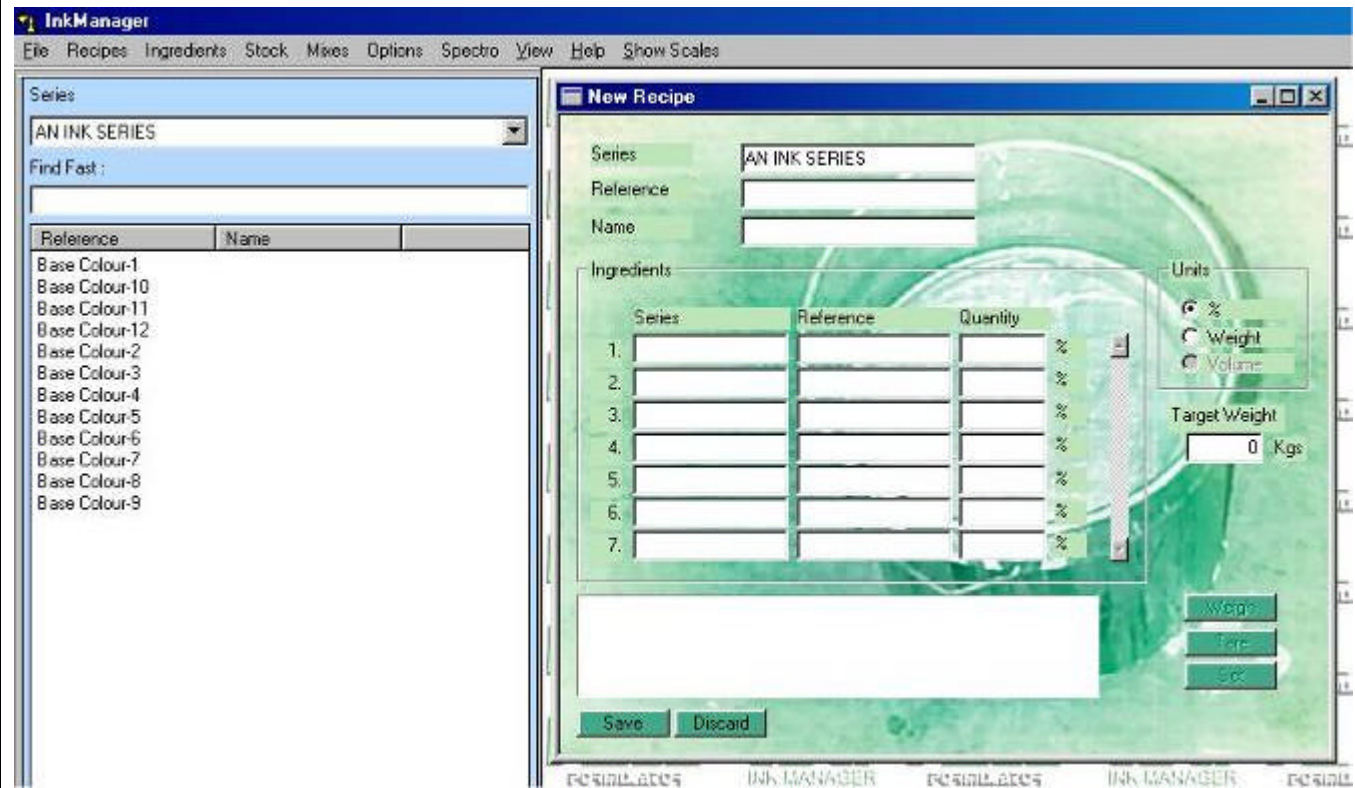 InkManager
File Recipes Ingredients Stock Mixes Options Spectro View Help Show Scales
Series
AN INK SERIES
Find Fast :
Reference Name
Base Colour-1
Base Colour-10
Base Colour-11
Base Colour-12
Base Colour-2
Base Colour-3
Base Colour-4
Base Colour-5
Base Colour-6
Base Colour-7
Base Colour-8
Base Colour-9
New Recipe
Series AN INK SERIES
Reference
Name
Ingredients
Series Reference Quantity
1. %
2. %
3. %
4. %
5. %
6. %
7. %
Units
%
Weight
Volume
Target Weight
0 Kgs
Weigh
Tare
Save Discard
INK MANAGER INK MANAGER